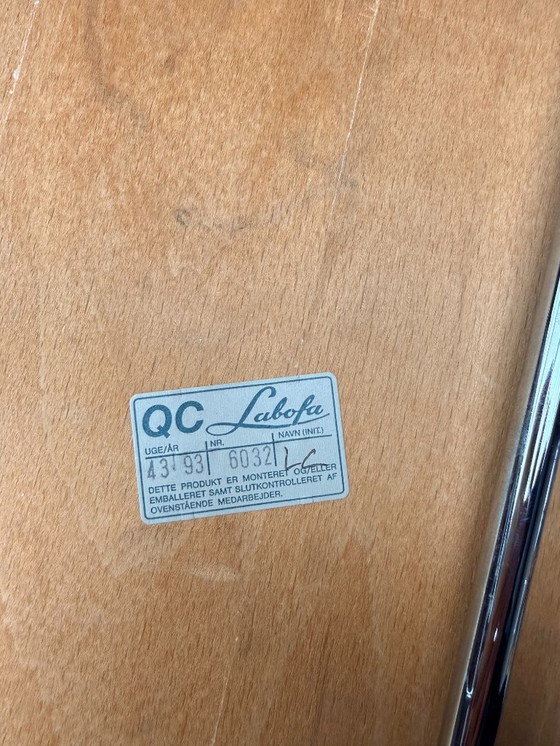 QC Labofa
UGE/ÅR NR. NAVN (INIT.)
43 93 6032 LC
DETTE PRODUKT ER MONTERET OG/ELLER
EMBALLERET SAMT SLUTKONTROLLERET AF
OVENSTÅENDE MEDARBEJDER.